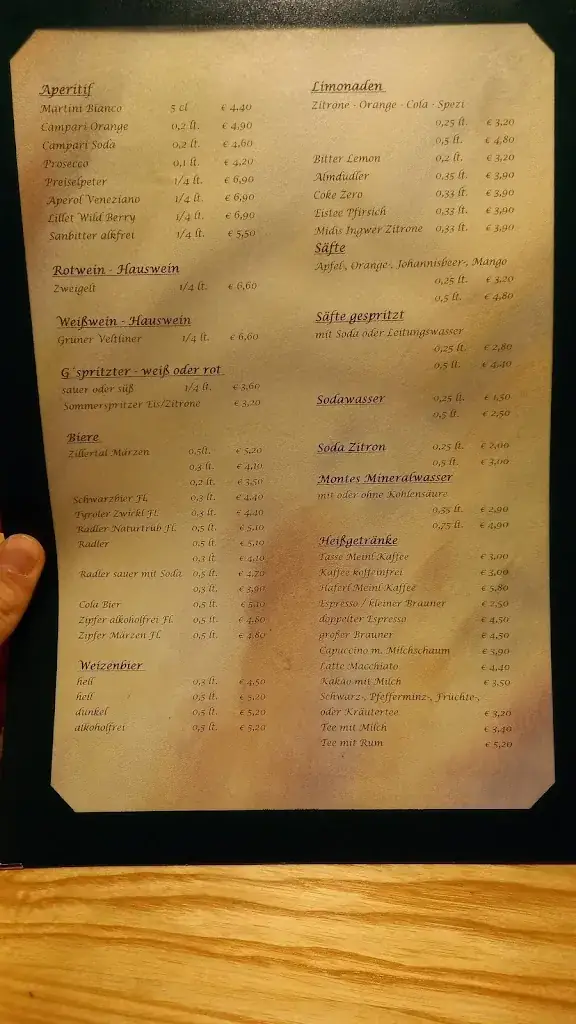 Aperitif
Martini Bianco 5 cl € 4,40
Campari Orange 0,2 lt. € 4,90
Campari Soda 0,2 lt. € 4,60
Prosecco 0,1 lt. € 4,20
Preiselpeter 1/4 lt. € 6,90
Aperol Veneziano 1/4 lt. € 6,90
Lillet Wild Berry 1/4 lt. € 6,90
Sanbitter alkfrei 1/4 lt. € 5,50
Rotwein - Hauswein
Zweigelt 1/4 lt. € 6,60
Weißwein - Hauswein
Grüner Veltliner 1/4 lt. € 6,60
G´spritzter - weiß oder rot
sauer oder süß 1/4 lt. € 3,60
Sommerspritzer Eis/Zitrone € 3,20
Biere
Zillertal Märzen 0,5lt. € 5,20
0,3 lt. € 4,10
0,2 lt. € 3,50
Schwarzbier Fl. 0,3 lt. € 4,40
Tyroler Zwickl Fl. 0,3 lt. € 4,40
Radler Naturtrüb Fl. 0,5 lt. € 5,10
Radler 0,5 lt. € 5,10
0,3 lt. € 4,10
Radler sauer mit Soda 0,5 lt. € 4,70
0,3 lt. € 3,90
Cola Bier 0,5 lt. € 5,10
Zipfer alkoholfrei Fl. 0,5 lt. € 4,80
Zipfer Märzen Fl. 0,5 lt. € 4,80
Weizenbier
hell 0,3 lt. € 4,50
hell 0,5 lt. € 5,20
dunkel 0,5 lt. € 5,20
alkoholfrei 0,5 lt. € 5,20
Limonaden
Zitrone - Orange - Cola - Spezi
0,25 lt. € 3,20
0,5 lt. € 4,80
Bitter Lemon 0,2 lt. € 3,20
Almdudler 0,35 lt. € 3,90
Coke Zero 0,33 lt. € 3,90
Eistee Pfirsich 0,33 lt. € 3,90
Midis Ingwer Zitrone 0,33 lt. € 3,90
Säfte
Apfel-, Orange-, Johannisbeer-, Mango
0,25 lt. € 3,20
0,5 lt. € 4,80
Säfte gespritzt
mit Soda oder Leitungswasser
0,25 lt. € 2,80
0,5 lt. € 4,40
Sodawasser 0,25 lt. € 1,50
0,5 lt. € 2,50
Soda Zitron 0,25 lt. € 2,00
0,5 lt. € 3,00
Montes Mineralwasser
mit oder ohne Kohlensäure
0,35 lt. € 2,90
0,75 lt. € 4,90
Heißgetränke
Tasse Meinl Kaffee € 3,00
Kaffee koffeinfrei € 3,00
Haferl Meinl Kaffee € 5,80
Espresso / kleiner Brauner € 2,50
doppelter Espresso € 4,50
großer Brauner € 4,50
Capuccino m. Milchschaum € 3,90
Latte Macchiato € 4,40
Kakao mit Milch € 3,50
Schwarz-, Pfefferminz-, Früchte-,
oder Kräutertee € 3,20
Tee mit Milch € 3,40
Tee mit Rum € 5,20